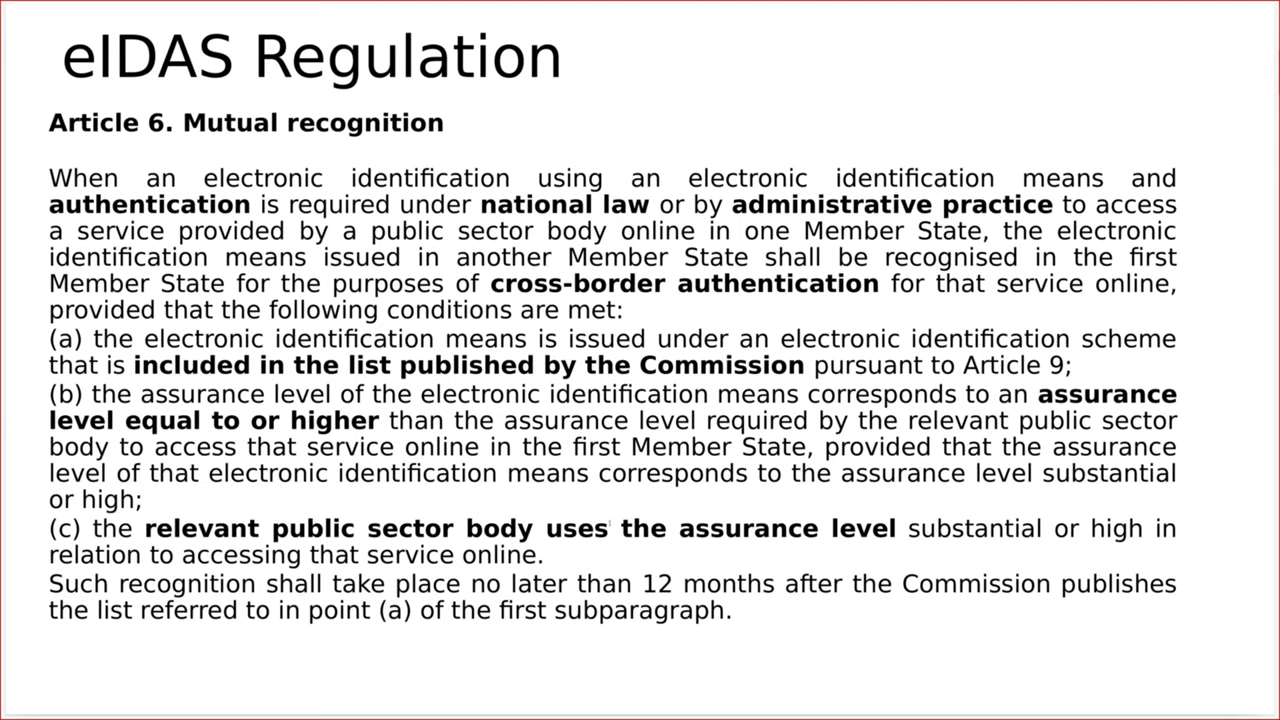 eIDAS Regulation
Article 6. Mutual recognition
When an electronic identification using an electronic identification means and
authentication is required under national law or by administrative practice to access
a service provided by a public sector body online in one Member State, the electronic
identification means issued in another Member State shall be recognised in the first
Member State for the purposes of cross-border authentication for that service online,
provided that the following conditions are met:
(a) the electronic identification means is issued under an electronic identification scheme
that is included in the list published by the Commission pursuant to Article 9;
(b) the assurance level of the electronic identification means corresponds to an assurance
level equal to or higher than the assurance level required by the relevant public sector
body to access that service online in the first Member State, provided that the assurance
level of that electronic identification means corresponds to the assurance level substantial
or high;
(c) the relevant public sector body uses the assurance level substantial or high in
relation to accessing that service online.
Such recognition shall take place no later than 12 months after the Commission publishes
the list referred to in point (a) of the first subparagraph.